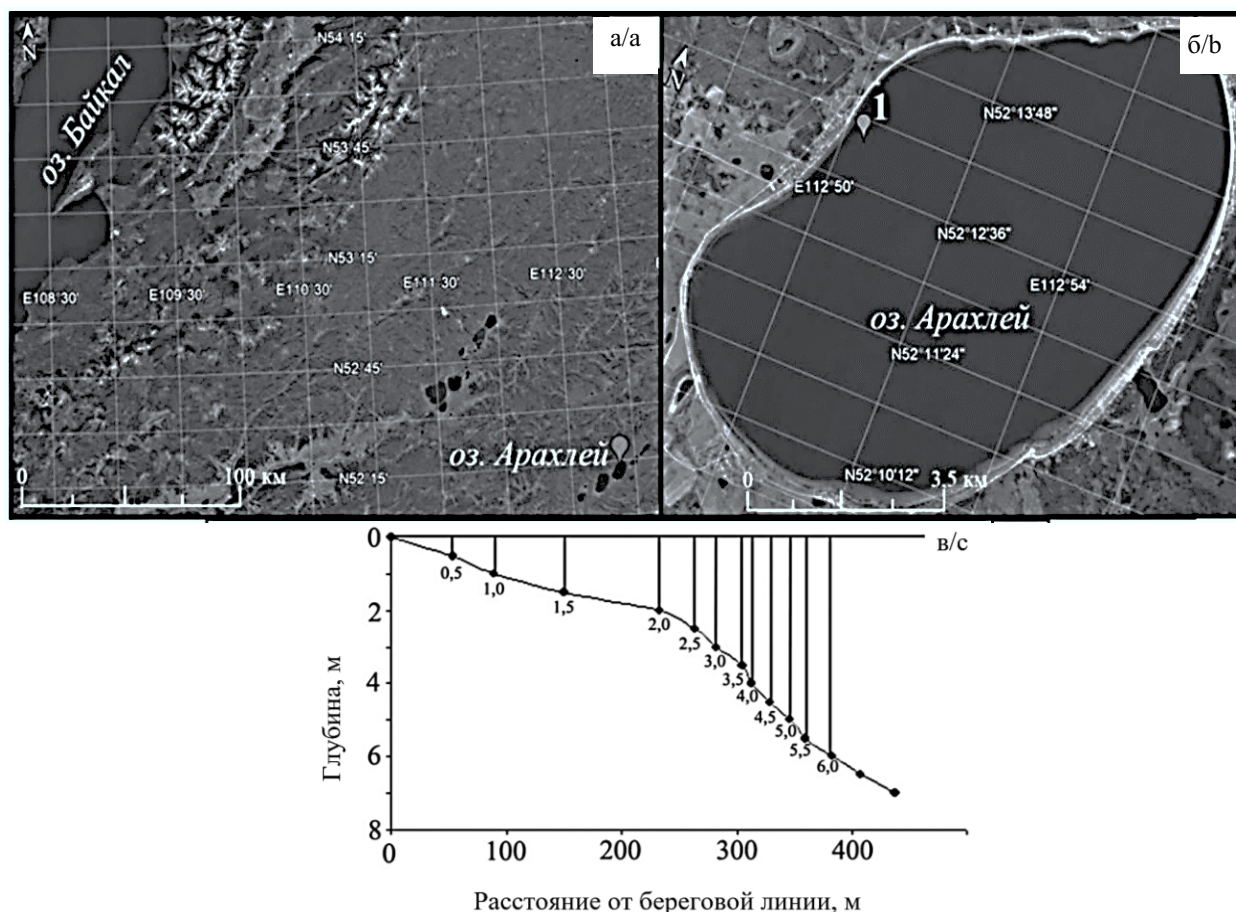 а/a
N
N54°15'
оз. Байкал
N53°45
N53°15'
E108°30'
E109°30'
E110°30'
E111°30'
E112°30'
N52°45'
оз. Арахлей
N52°15'
0
100 км
б/b
N
1
N52°13'48"
E112°50'
N52°12'36"
E112°54'
оз. Арахлей
N52°11'24"
N52°10'12"
0
3,5 км
в/c
0
2
4
6
8
Глубина, м
0,5
1,0
1,5
2,0
2,5
3,0
3,5
4,0
4,5
5,0
5,5
6,0
0
100
200
300
400
Расстояние от береговой линии, м